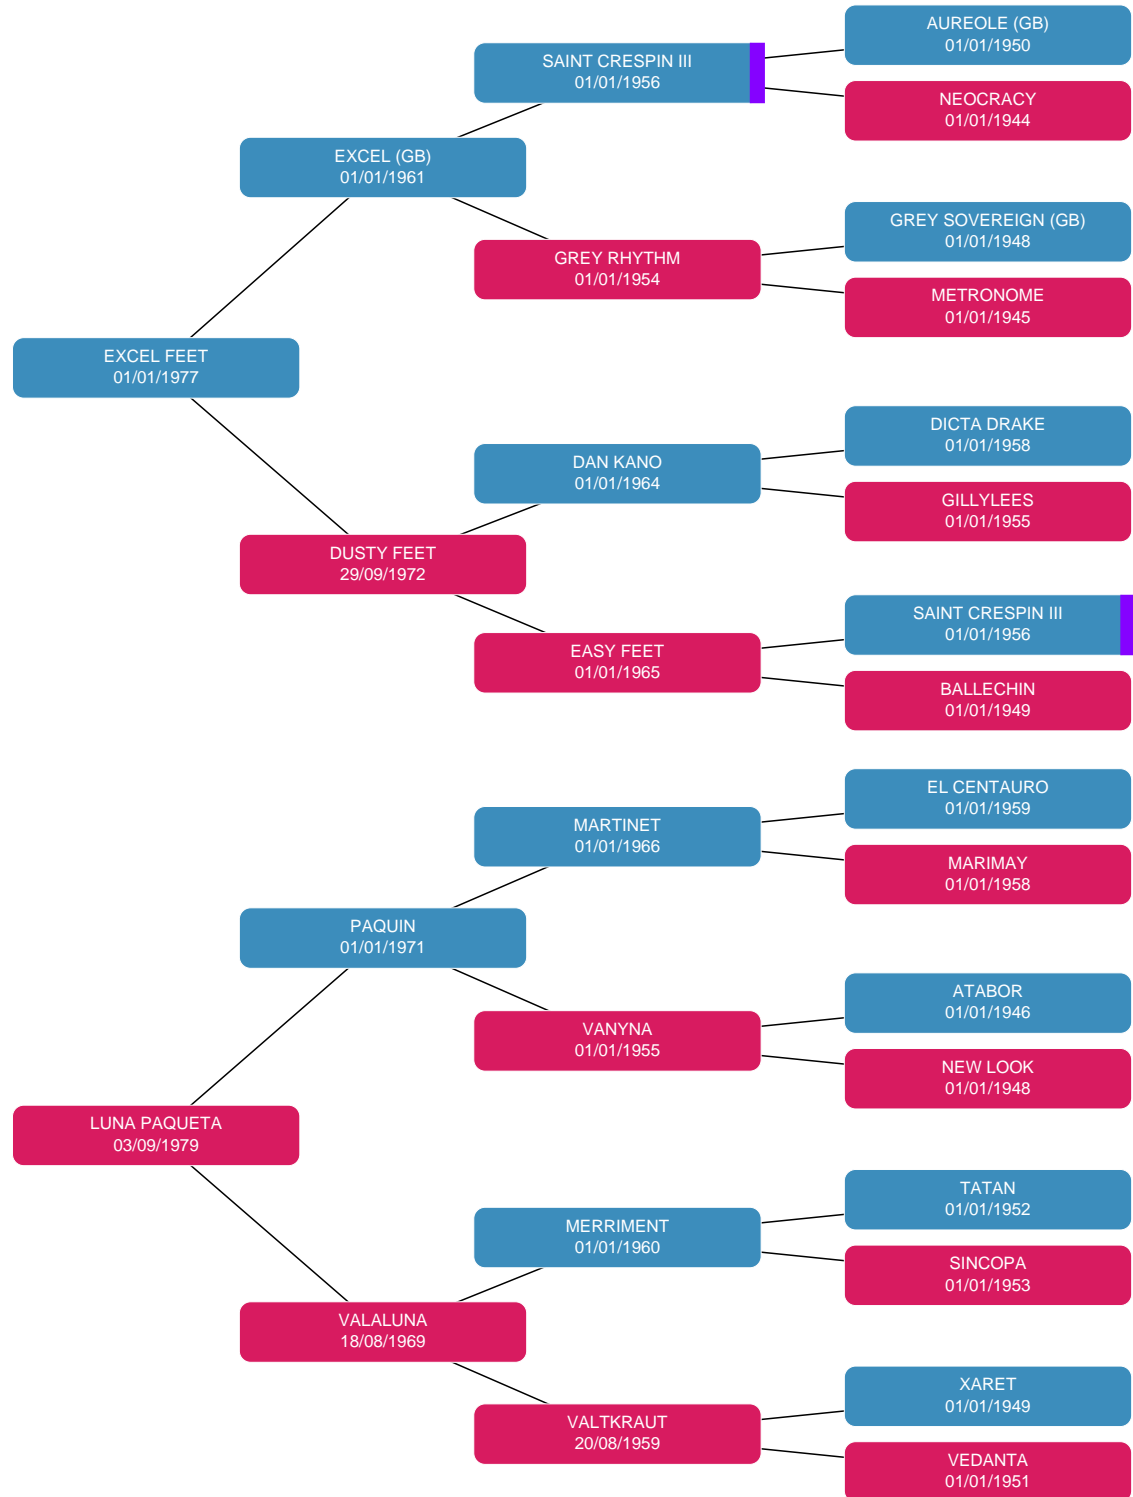 AUREOLE (GB)
01/01/1950
SAINT CRESPIN III
01/01/1956
NEOCRACY
01/01/1944
EXCEL (GB)
01/01/1961
GREY SOVEREIGN (GB)
01/01/1948
GREY RHYTHM
01/01/1954
METRONOME
01/01/1945
EXCEL FEET
01/01/1977
DICTA DRAKE
01/01/1958
DAN KANO
01/01/1964
GILLYLEES
01/01/1955
DUSTY FEET
29/09/1972
SAINT CRESPIN III
01/01/1956
EASY FEET
01/01/1965
BALLECHIN
01/01/1949
EL CENTAURO
01/01/1959
MARTINET
01/01/1966
MARIMAY
01/01/1958
PAQUIN
01/01/1971
ATABOR
01/01/1946
VANYNA
01/01/1955
NEW LOOK
01/01/1948
LUNA PAQUETA
03/09/1979
TATAN
01/01/1952
MERRIMENT
01/01/1960
SINCOPA
01/01/1953
VALALUNA
18/08/1969
XARET
01/01/1949
VALTKRAUT
20/08/1959
VEDANTA
01/01/1951